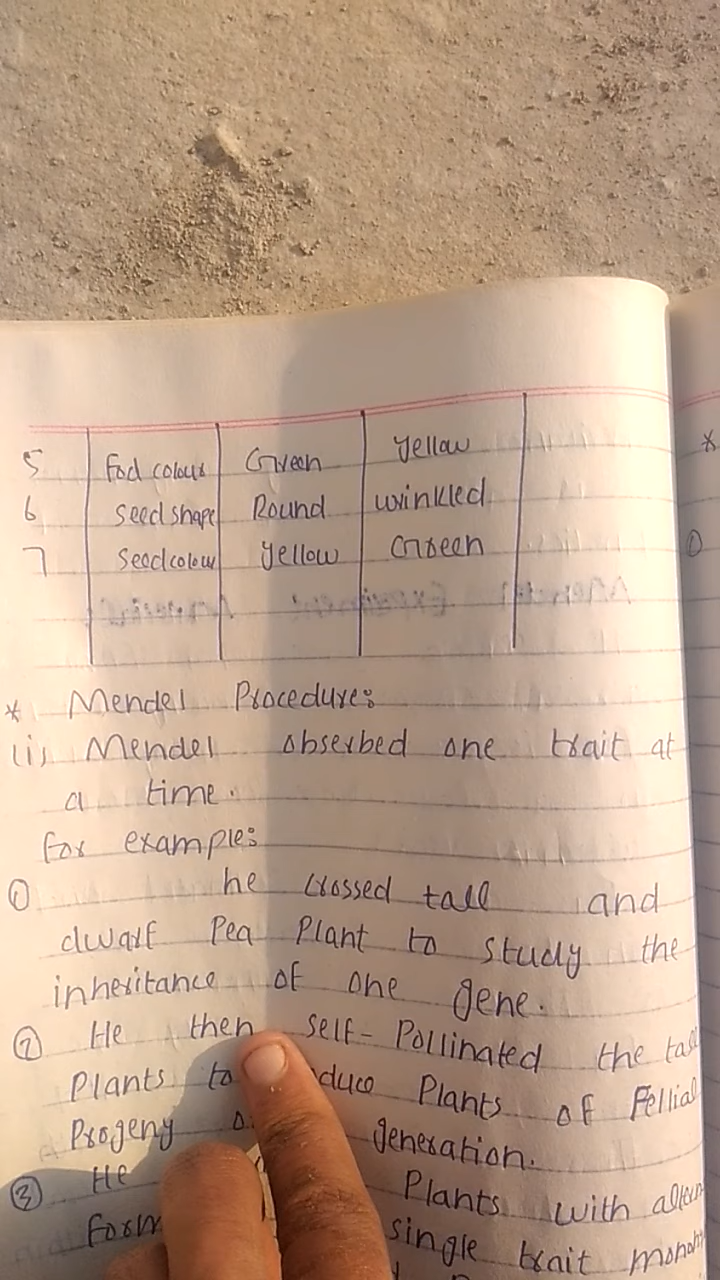 5 Pod colour Green yellow
6 Seed shape Round wrinkled
7 Seed colour yellow Green
* Mendel Procedure:
(i) Mendel observed one trait at
a time.
for example:
① he crossed tall and
dwarf Pea Plant to study the
inheritance of one gene.
② He then self-Pollinated the tall
Plants to duce Plants of Fellial
Progeny generation.
③ He Plants with
Form single trait
*
①